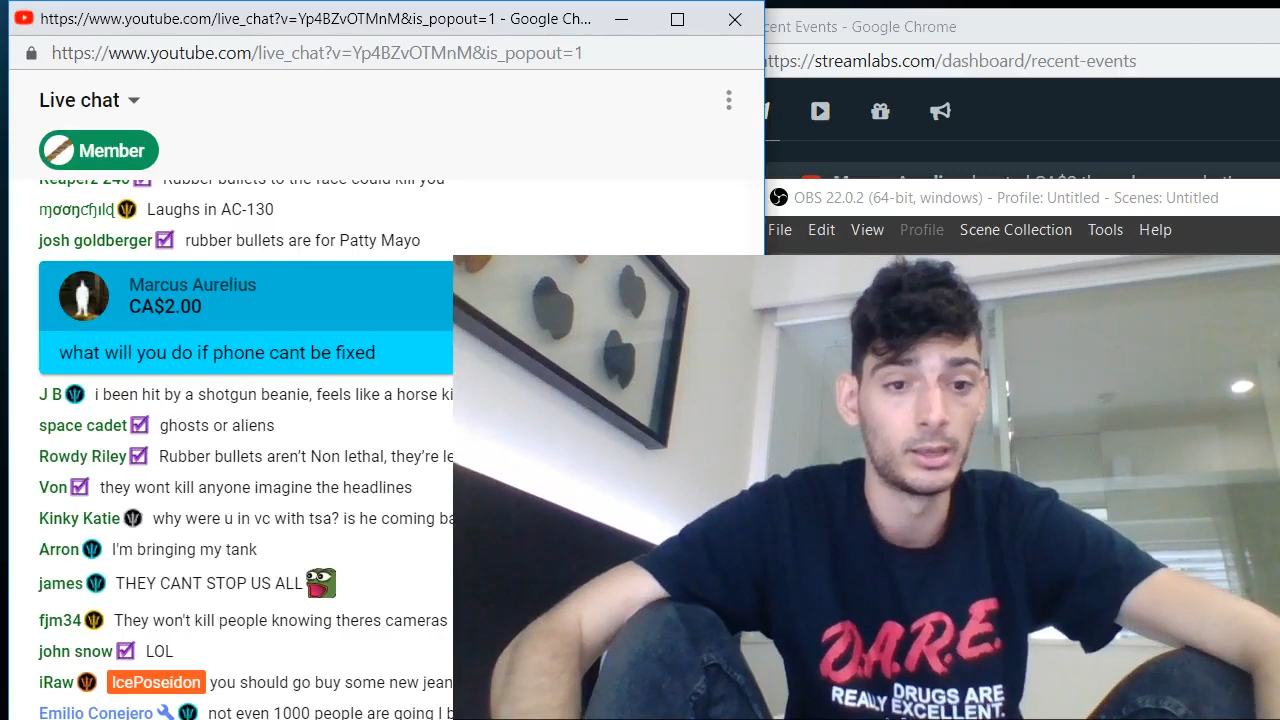 https://www.youtube.com/live_chat?v=Yp4BZvOTMnM&is_popout=1 - Google Ch...
https://www.youtube.com/live_chat?v=Yp4BZvOTMnM&is_popout=1
cent Events - Google Chrome
ttps://streamlabs.com/dashboard/recent-events
Live chat
Member
Reaperz 240 Rubber bullets to the face could kill you
ɱơơŋƈɧıƖɖ Laughs in AC-130
josh goldberger rubber bullets are for Patty Mayo
Marcus Aurelius
CA$2.00
what will you do if phone cant be fixed
J B i been hit by a shotgun beanie, feels like a horse ki
space cadet ghosts or aliens
Rowdy Riley Rubber bullets aren't Non lethal, they're le
Von they wont kill anyone imagine the headlines
Kinky Katie why were u in vc with tsa? is he coming ba
Arron I'm bringing my tank
james THEY CANT STOP US ALL
fjm34 They won't kill people knowing theres cameras
john snow LOL
iRaw IcePoseidon you should go buy some new jean
Emilio Conejero not even 1000 people are going I b
OBS 22.0.2 (64-bit, windows) - Profile: Untitled - Scenes: Untitled
File Edit View Profile Scene Collection Tools Help
D.A.R.E.
REALLY DRUGS ARE
EXCELLENT.